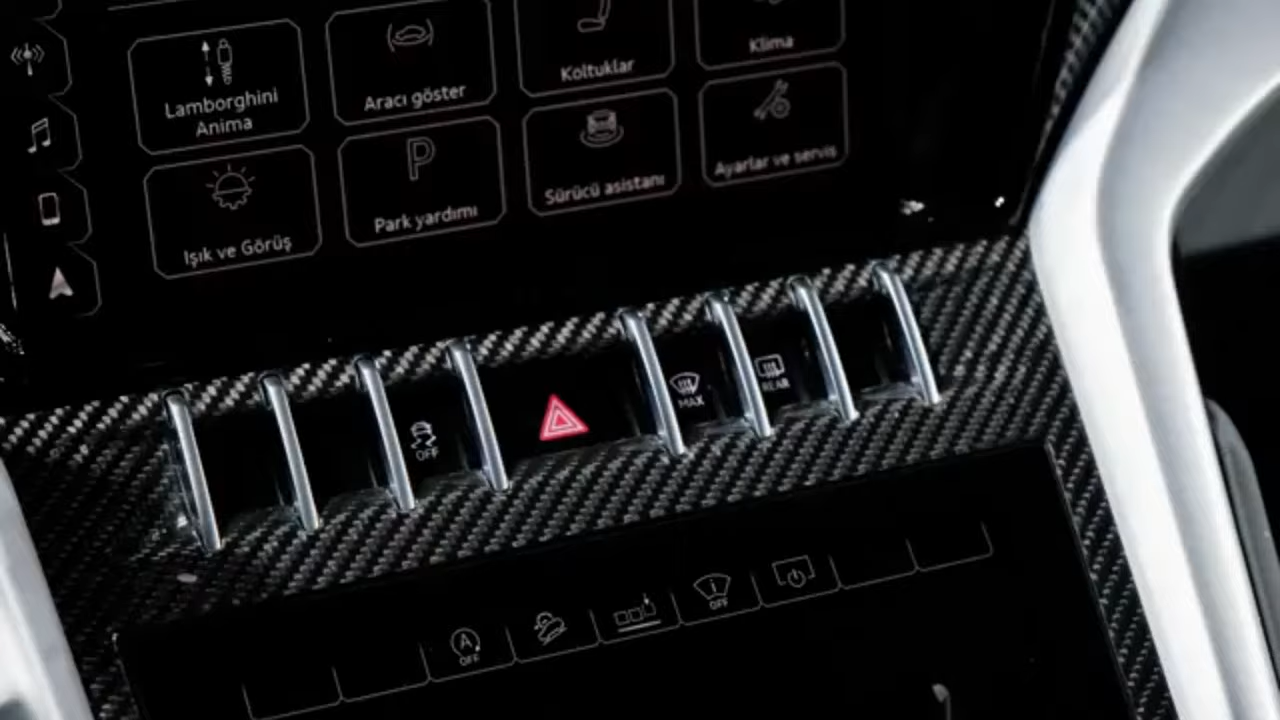 Lamborghini
Anima
Aracı göster
Koltuklar
Klima
Işık ve Görüş
Park yardımı
Sürücü asistanı
Ayarlar ve servis
OFF
MAX
REAR
A
OFF
OFF